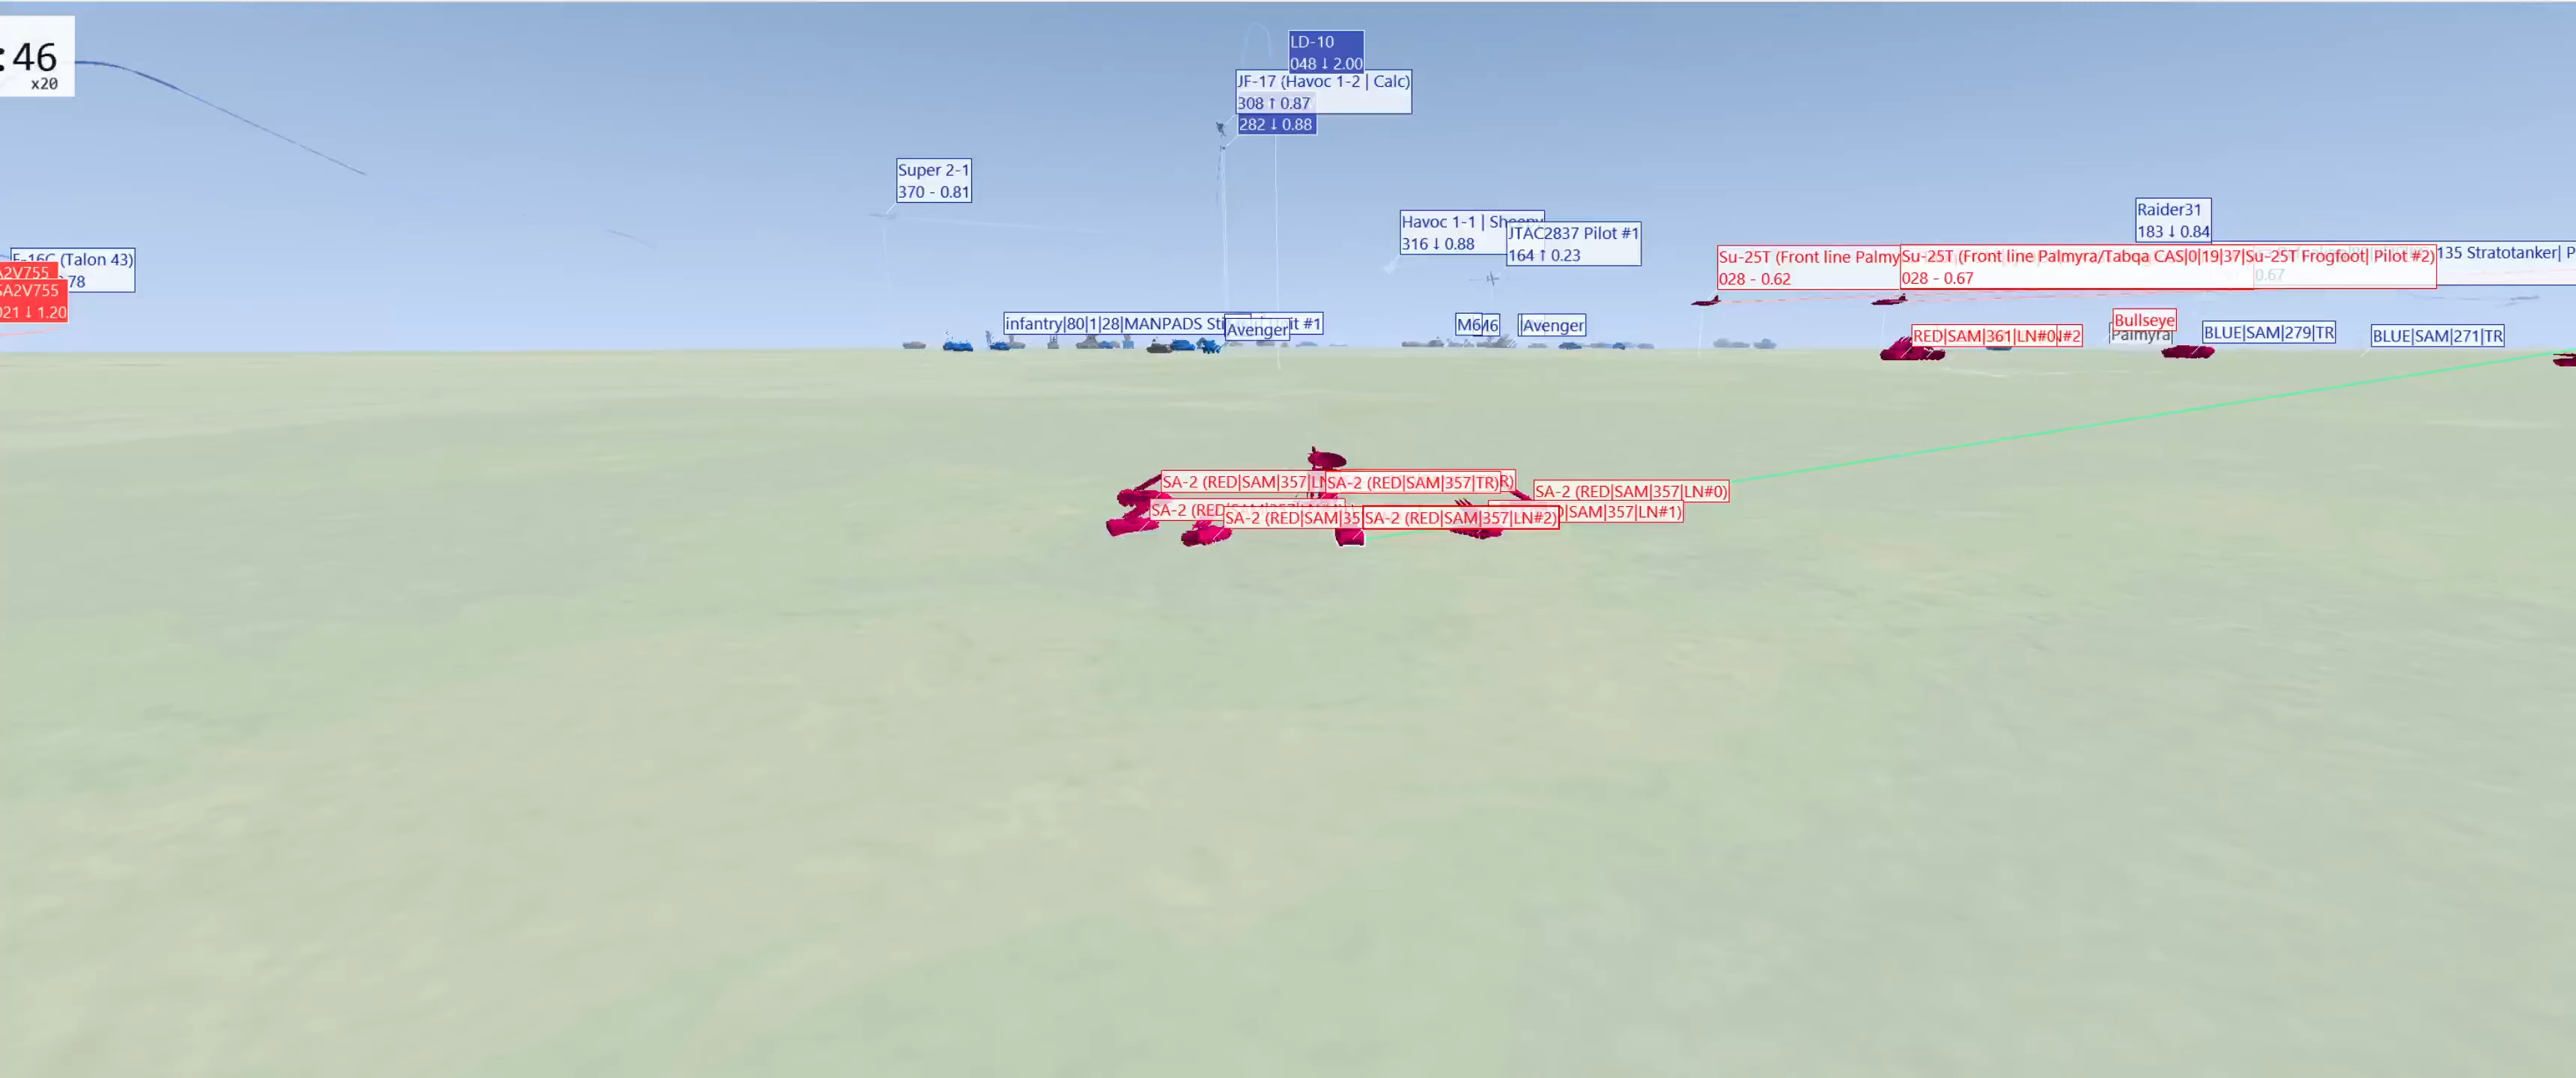 :46
x20
LD-10
048 ↓ 2.00
JF-17 (Havoc 1-2 | Calc)
308 ↑ 0.87
282 ↓ 0.88
Super 2-1
370 - 0.81
Havoc 1-1 | Sheepy
316 ↓ 0.88
JTAC2837 Pilot #1
164 ↑ 0.23
Raider31
183 ↓ 0.84
F-16C (Talon 43)
.78
A2V755
SA2V755
021 ↓ 1.20
Su-25T (Front line Palmy
028 - 0.62
Su-25T (Front line Palmyra/Tabqa CAS|0|19|37|Su-25T Frogfoot| Pilot #2)
028 - 0.67
0.67
135 Stratotanker| P
infantry|80|1|28|MANPADS Sti
it #1
Avenger
M6
M6
|Avenger
RED|SAM|361|LN#0
#2
Bullseye
Palmyra
BLUE|SAM|279|TR
BLUE|SAM|271|TR
SA-2 (RED|SAM|357|LN
SA-2 (RED|SAM|357|TR)
R)
SA-2 (RED|SAM|357|LN#0)
SA-2 (RED
SA-2 (RED|SAM|35
SA-2 (RED|SAM|357|LN#2)
D|SAM|357|LN#1)